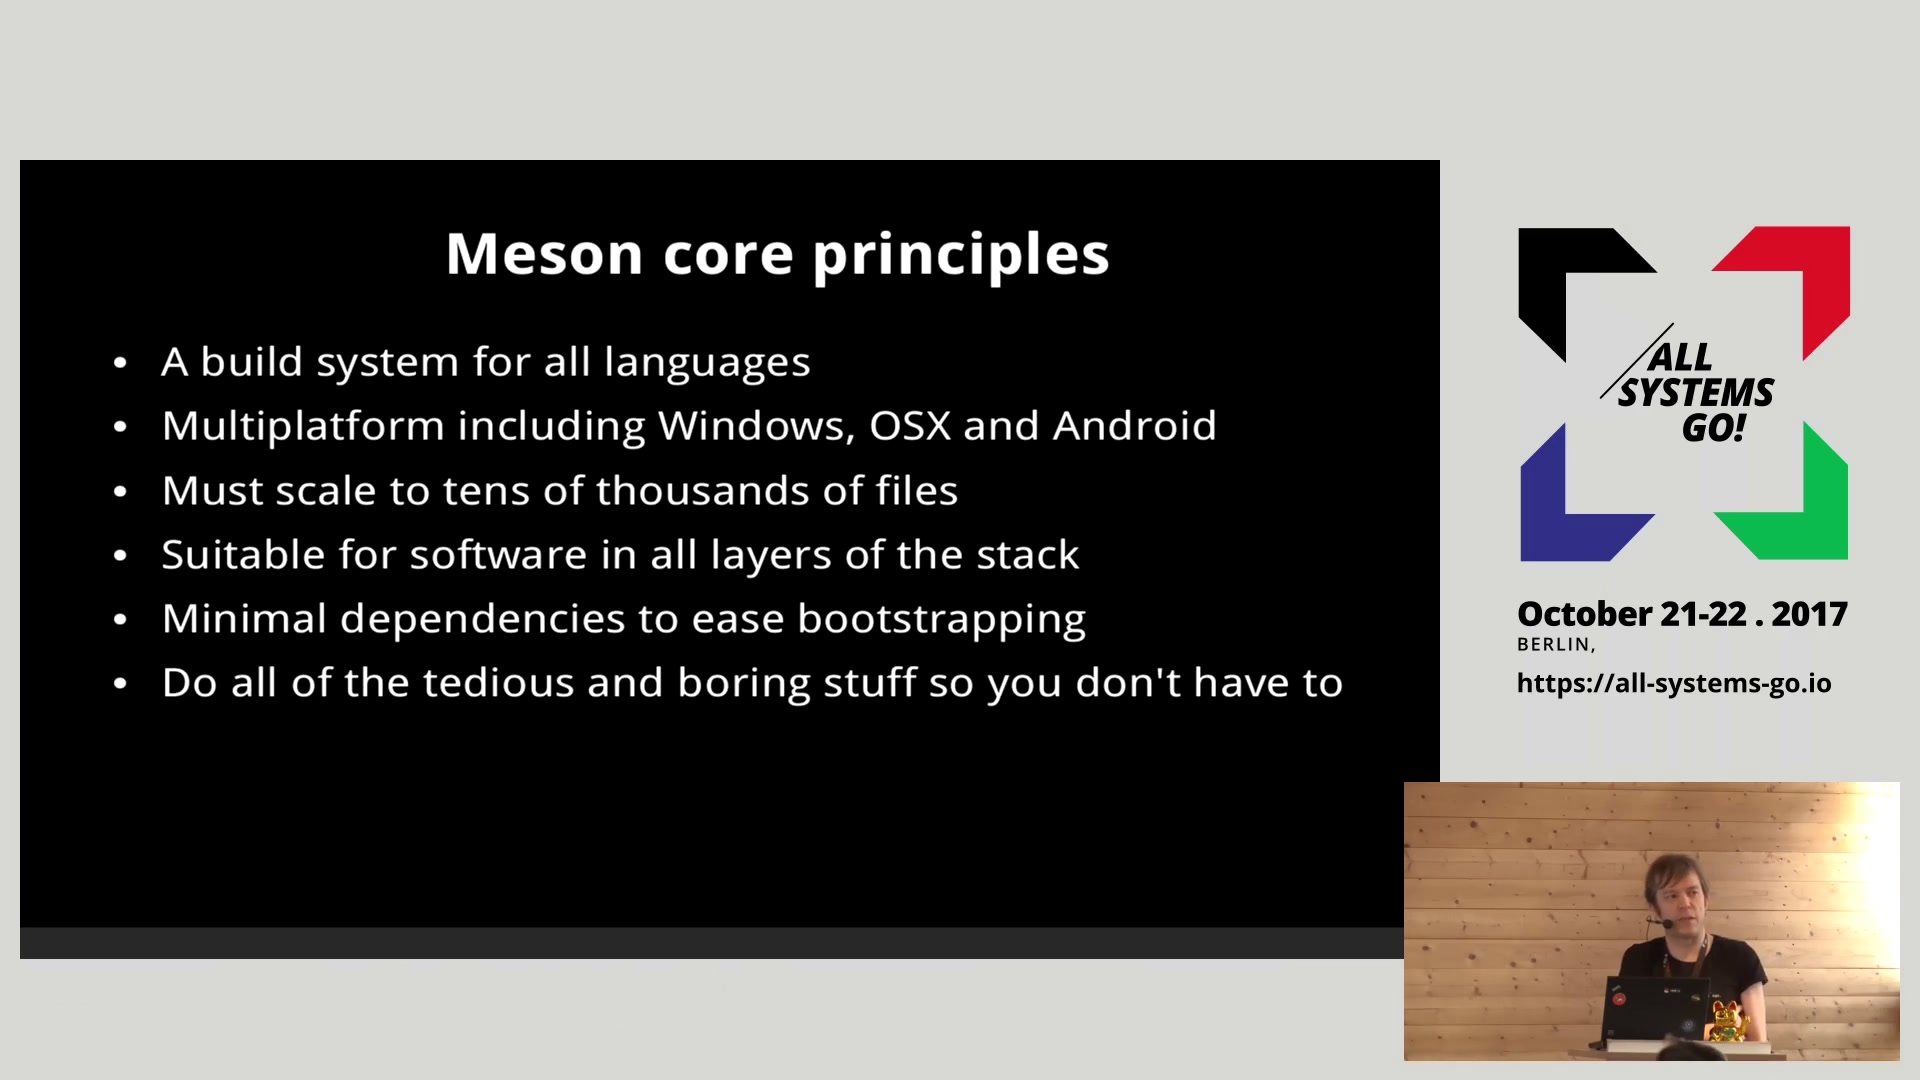 Meson core principles
• A build system for all languages
• Multiplatform including Windows, OSX and Android
• Must scale to tens of thousands of files
• Suitable for software in all layers of the stack
• Minimal dependencies to ease bootstrapping
• Do all of the tedious and boring stuff so you don't have to
/ALL
SYSTEMS
GO!
October 21-22 . 2017
BERLIN,
https://all-systems-go.io